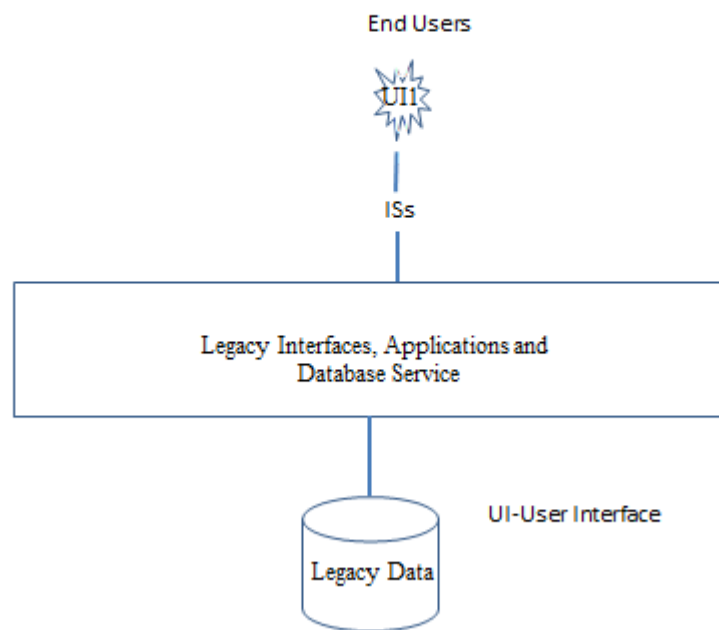 End Users
UI1
ISs
Legacy Interfaces, Applications and
Database Service
UI-User Interface
Legacy Data